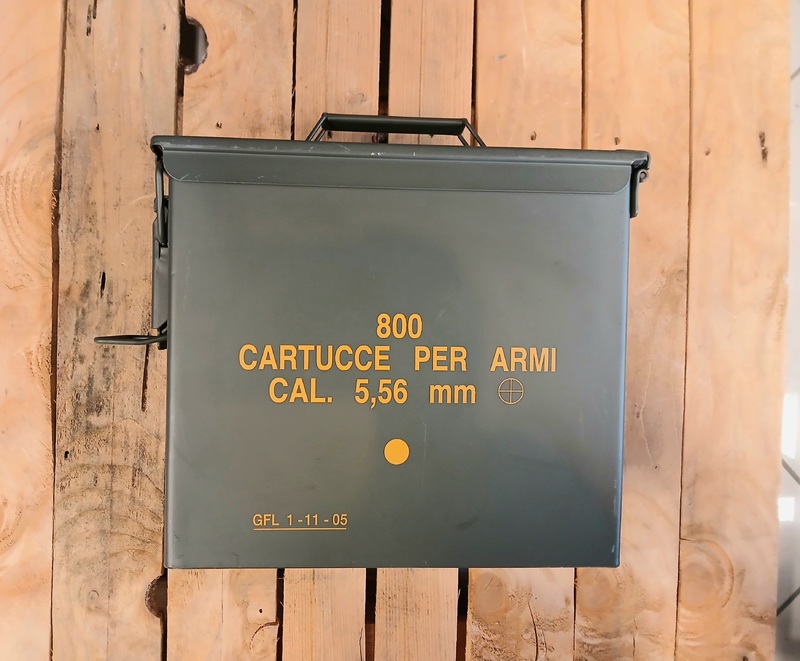 800
CARTUCCE PER ARMI
CAL. 5,56 mm
GFL 1-11-05